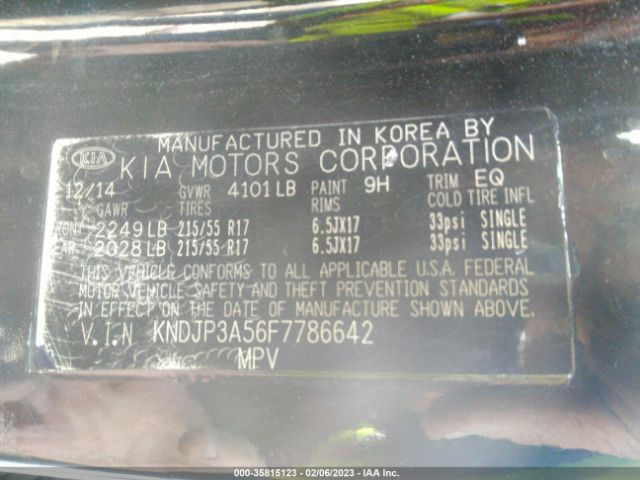 MANUFACTURED IN KOREA BY
KIA KIA MOTORS CORPORATION
12/14 GVWR 4101LB PAINT 9H TRIM EQ
GAWR TIRES RIMS COLD TIRE INFL
2249LB 215/55 R17 6.5JX17 33psi SINGLE
2028LB 215/55 R17 6.5JX17 33psi SINGLE
THIS VEHICLE CONFORMS TO ALL APPLICABLE U.S.A. FEDERAL
MOTOR VEHICLE SAFETY AND THEFT PREVENTION STANDARDS
IN EFFECT ON THE DATE OF MANUFACTURE SHOWN ABOVE.
V.I.N KNDJP3A56F7786642
MPV
000-35815123 - 02/06/2023 - IAA Inc.